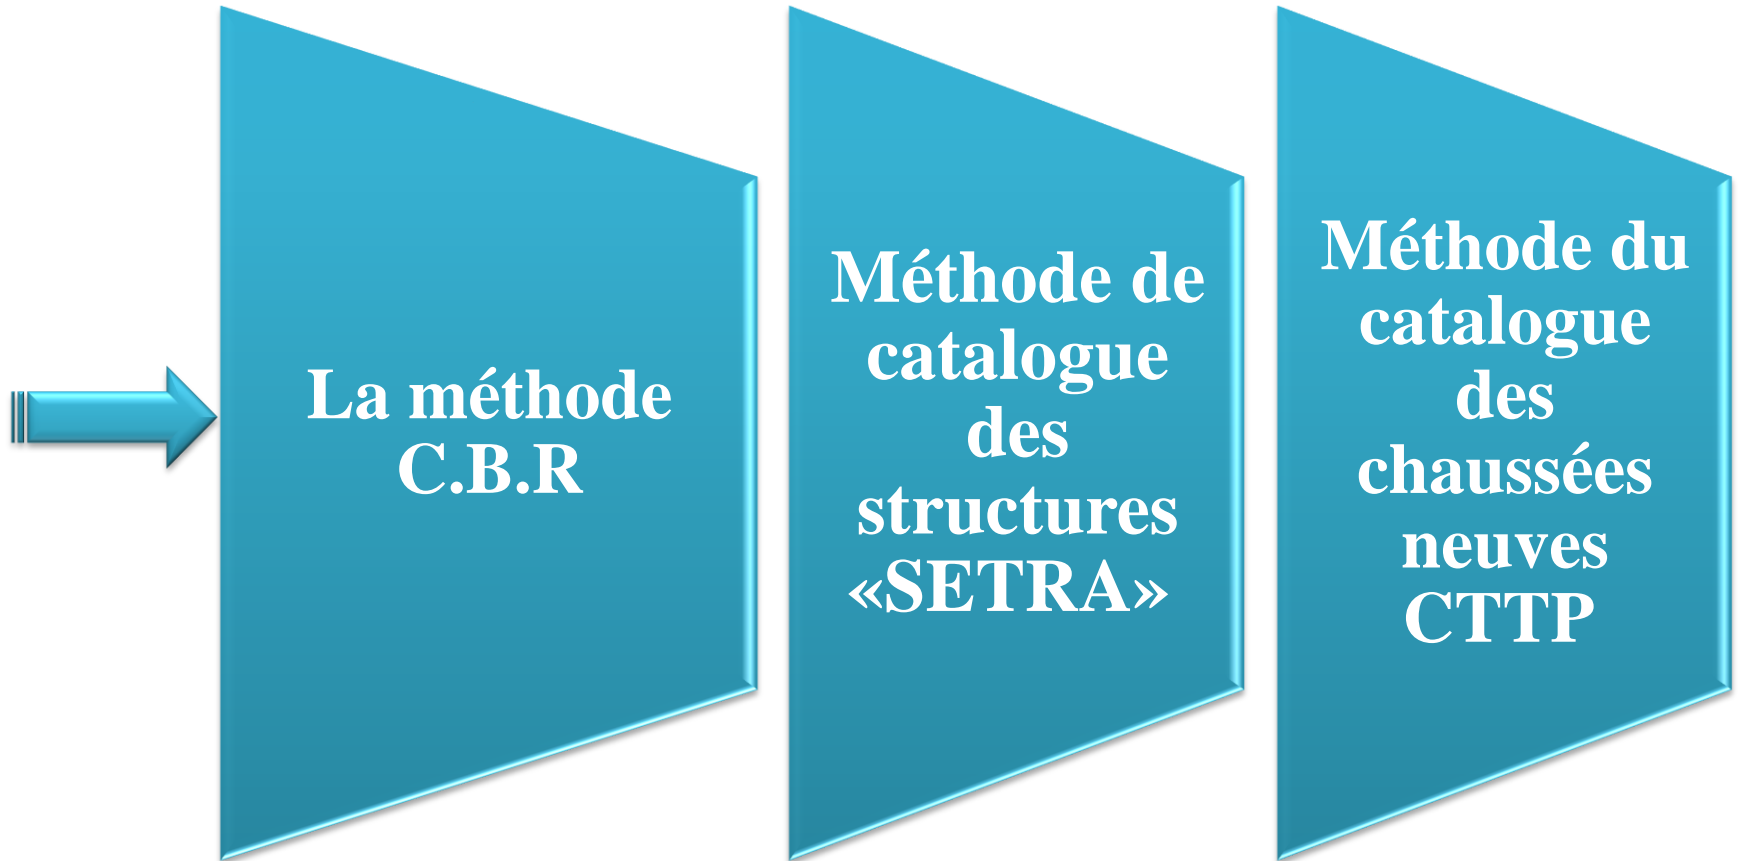 La méthode
C.B.R
Méthode de
catalogue
des
structures
«SETRA»
Méthode du
catalogue
des
chaussées
neuves
CTTP